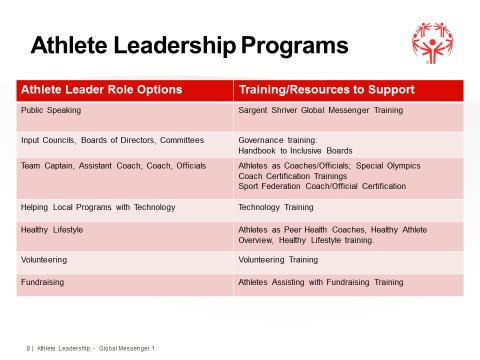 Athlete Leadership Programs
Athlete Leader Role Options
Training/Resources to Support
Public Speaking
Sargent Shriver Global Messenger Training
Input Councils, Boards of Directors, Committees
Governance training:
Handbook to Inclusive Boards
Team Captain, Assistant Coach, Coach, Officials
Athletes as Coaches/Officials; Special Olympics
Coach Certification Trainings
Sport Federation Coach/Official Certification
Helping Local Programs with Technology
Technology Training
Healthy Lifestyle
Athletes as Peer Health Coaches, Healthy Athlete
Overview, Healthy Lifestyle training.
Volunteering
Volunteering Training
Fundraising
Athletes Assisting with Fundraising Training
8 | Athlete Leadership - Global Messenger 1